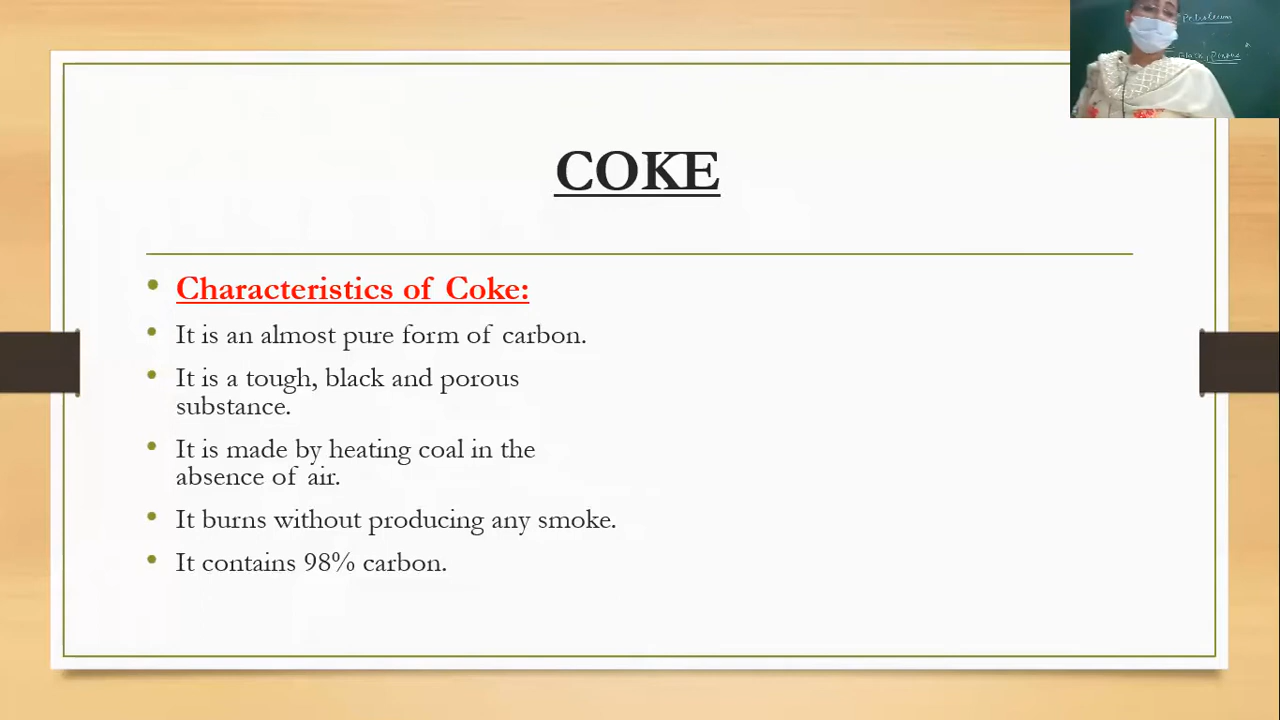 Petroleum
COKE
Characteristics of Coke:
It is an almost pure form of carbon.
It is a tough, black and porous
substance.
It is made by heating coal in the
absence of air.
It burns without producing any smoke.
It contains 98% carbon.